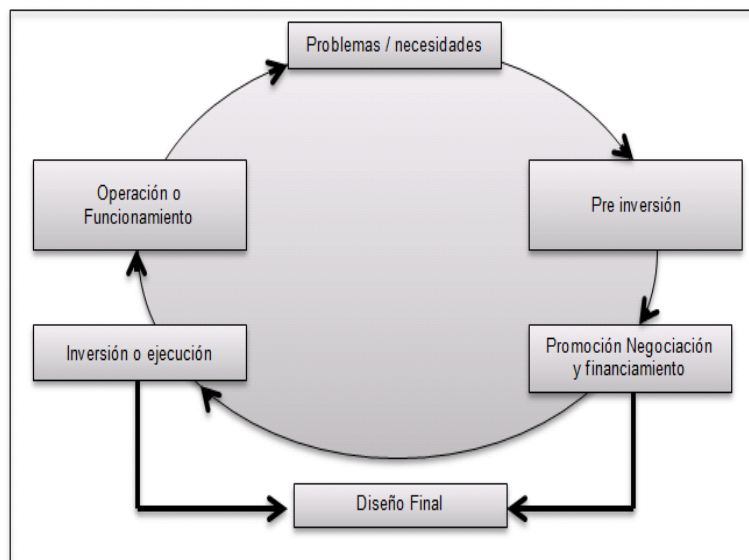 Problemas / necesidades
Operación o
Funcionamiento
Pre inversión
Inversión o ejecución
Promoción Negociación
y financiamiento
Diseño Final